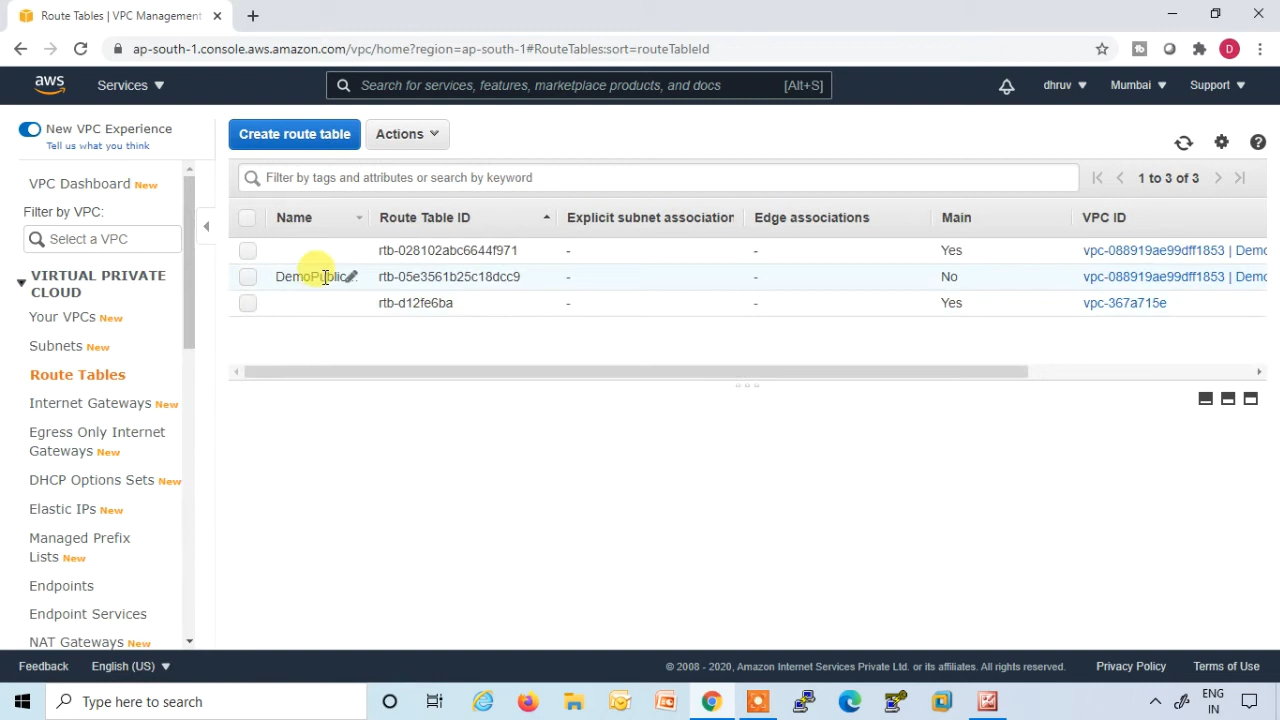 Route Tables | VPC Management
ap-south-1.console.aws.amazon.com/vpc/home?region=ap-south-1#RouteTables:sort=routeTableId
D
aws
Services
Search for services, features, marketplace products, and docs
[Alt+S]
dhruv
Mumbai
Support
New VPC Experience
Tell us what you think
VPC Dashboard New
Filter by VPC:
Select a VPC
VIRTUAL PRIVATE
CLOUD
Your VPCs New
Subnets New
Route Tables
Internet Gateways New
Egress Only Internet
Gateways New
DHCP Options Sets New
Elastic IPs New
Managed Prefix
Lists New
Endpoints
Endpoint Services
NAT Gateways New
Create route table
Actions
Filter by tags and attributes or search by keyword
1 to 3 of 3
Name Route Table ID Explicit subnet association Edge associations Main VPC ID
rtb-028102abc6644f971 - - Yes vpc-088919ae99dff1853 | Demo
DemoPublic... rtb-05e3561b25c18dcc9 - - No vpc-088919ae99dff1853 | Demo
rtb-d12fe6ba - - Yes vpc-367a715e
Feedback
English (US)
© 2008 - 2020, Amazon Internet Services Private Ltd. or its affiliates. All rights reserved.
Privacy Policy
Terms of Use
Type here to search
ENG
IN